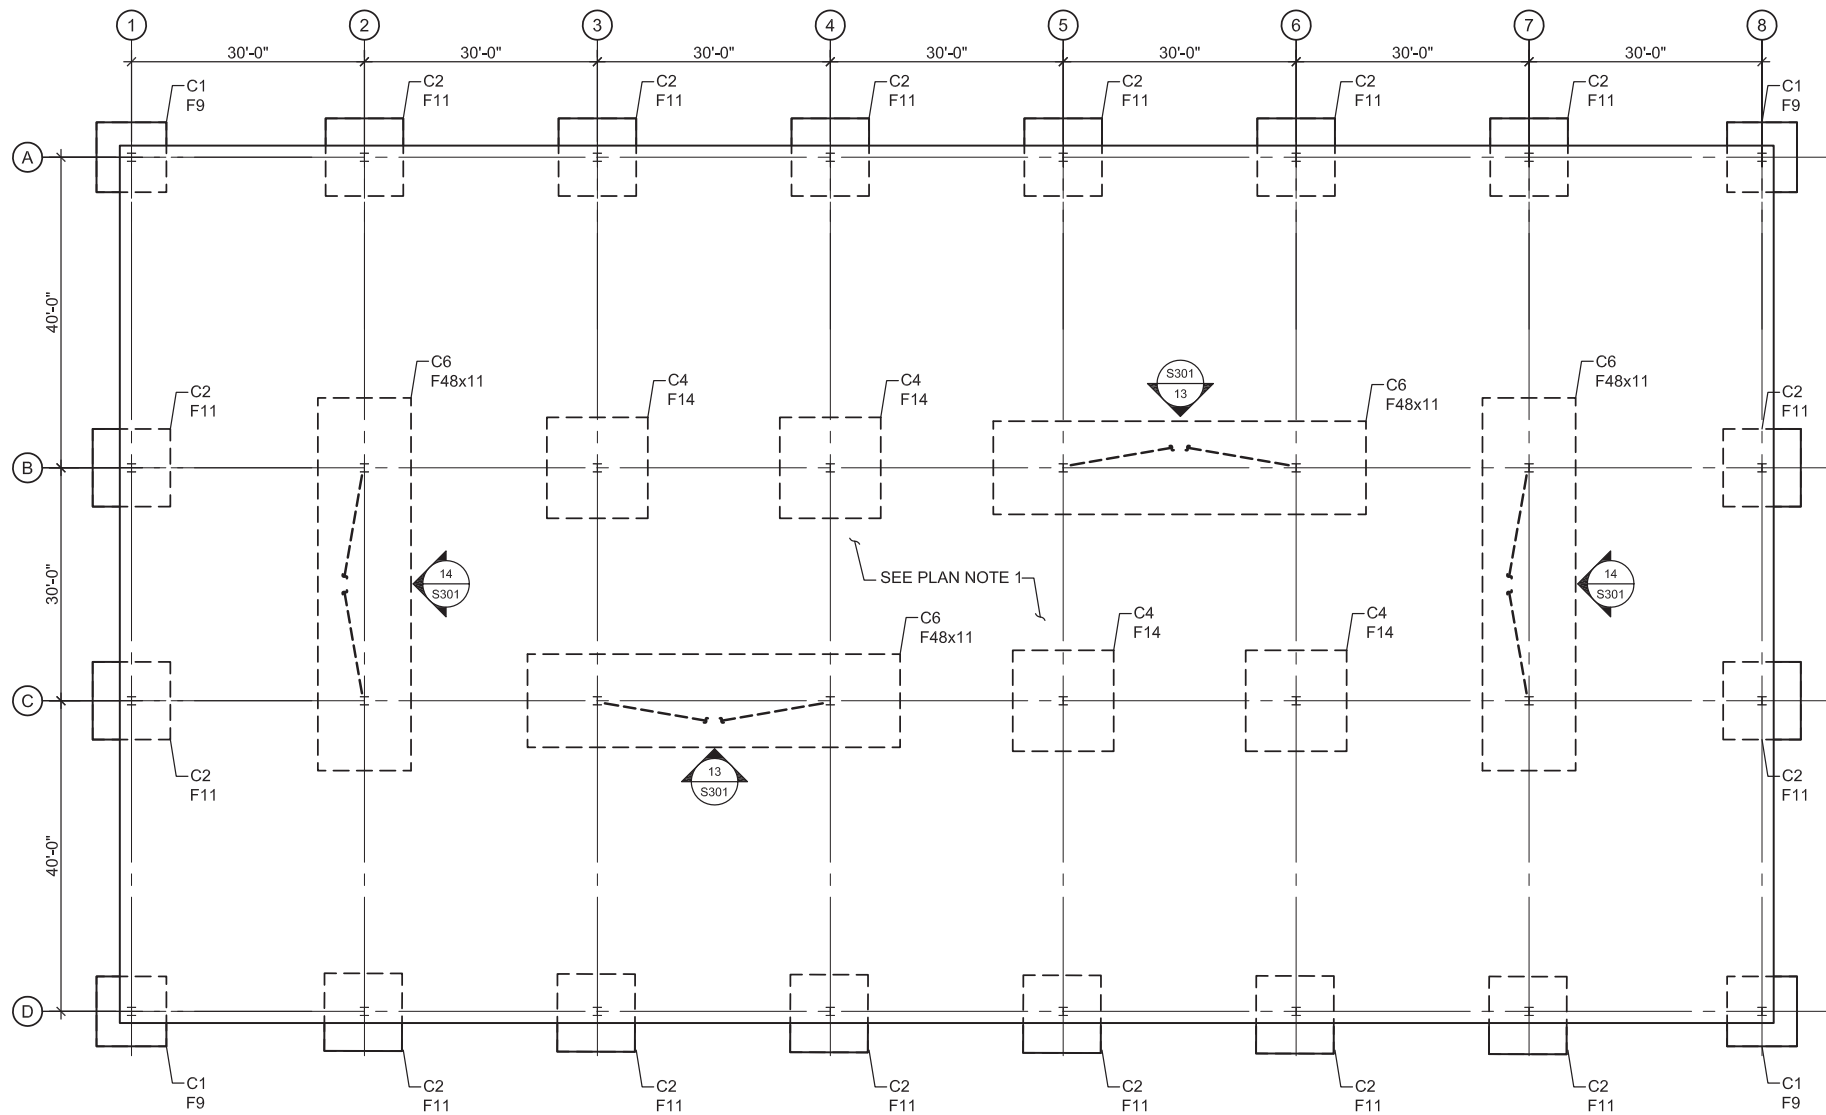 1 2 3 4 5 6 7 8
30'-0" 30'-0" 30'-0" 30'-0" 30'-0" 30'-0" 30'-0"
C1 C2 C2 C2 C2 C2 C2 C1
F9 F11 F11 F11 F11 F11 F11 F9
A
40'-0"
C6
F48x11
C2
F11
C4
F14
C4
F14
S301
13
C6
F48x11
C6
F48x11
C2
F11
B
30'-0"
14
S301
SEE PLAN NOTE 1
14
S301
C6
F48x11
C4
F14
C4
F14
C
C2
F11
13
S301
C2
F11
40'-0"
D
C1 C2 C2 C2 C2 C2 C2 C1
F9 F11 F11 F11 F11 F11 F11 F9